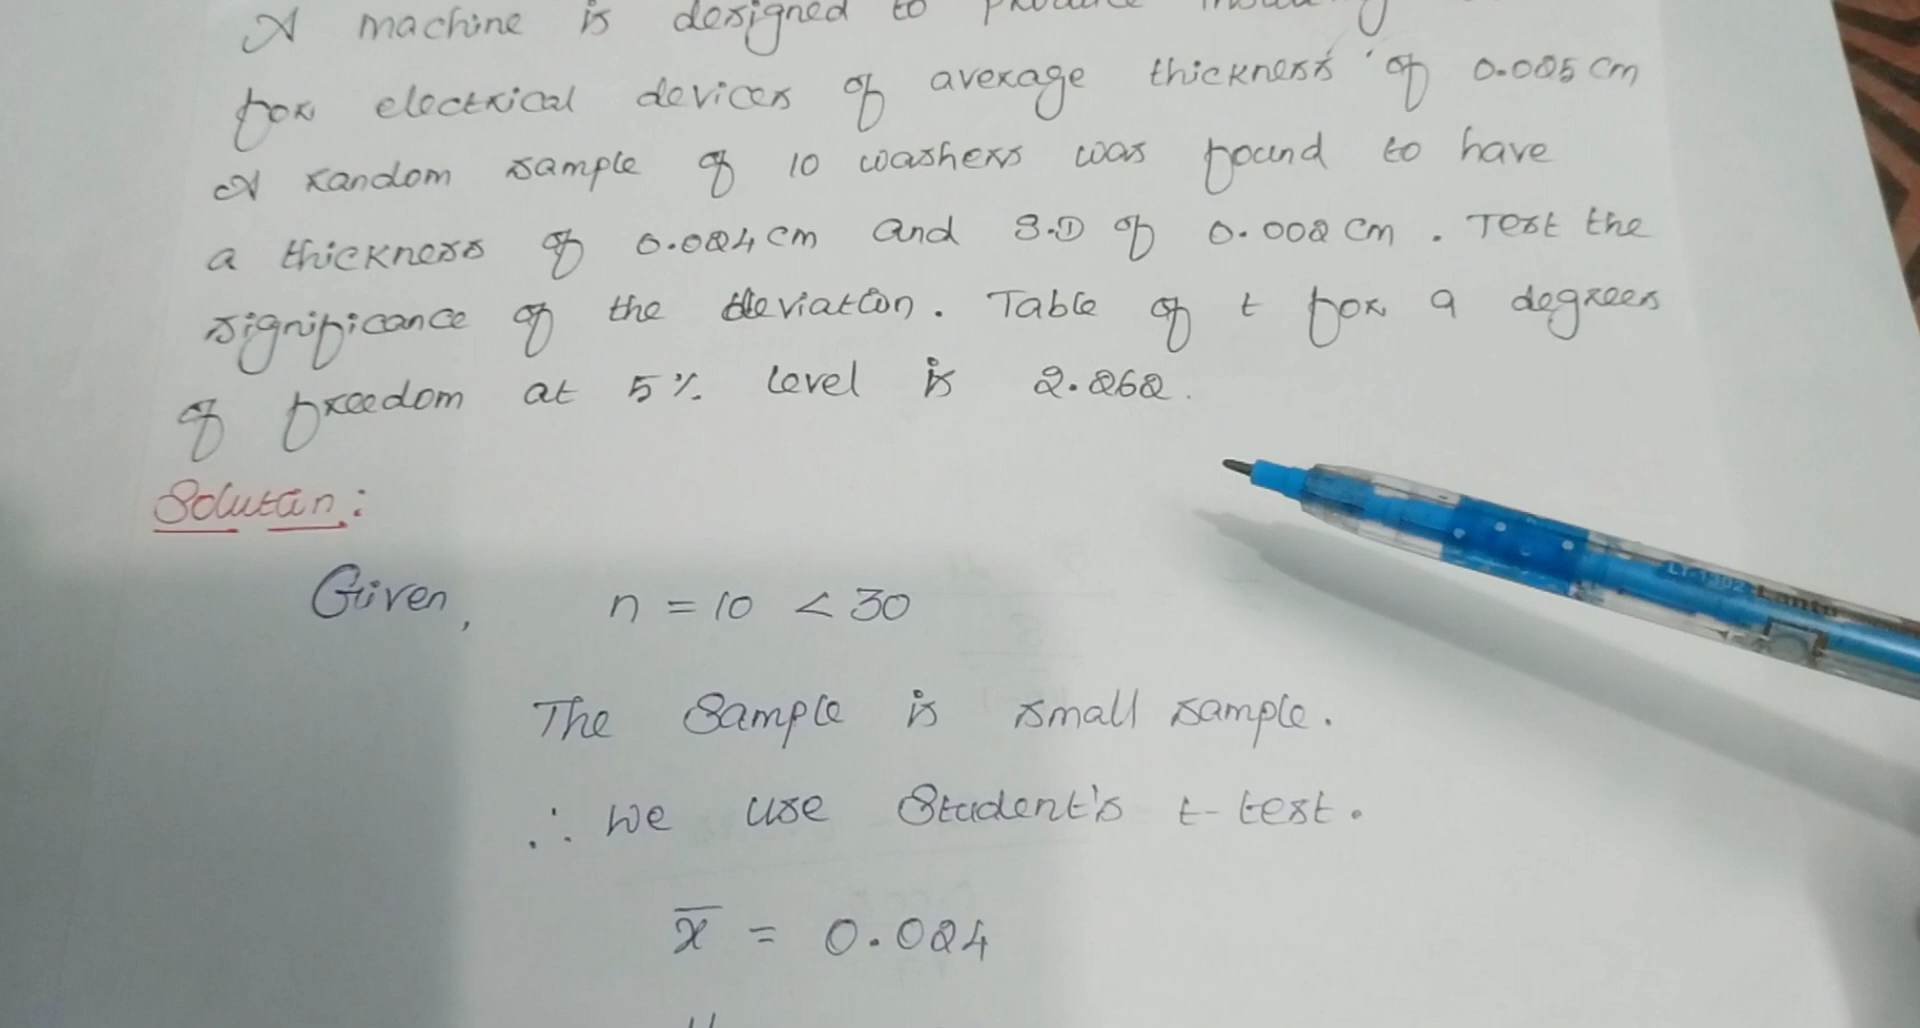 A machine is designed to
for electrical devices of average thickness of 0.025 cm
A random sample of 10 washers was found to have
a thickness of 0.024 cm and S.D of 0.002 cm. Test the
significance of the deviation. Table of t for 9 degrees
of freedom at 5% level is 2.262.
Solution:
Given, n = 10 < 30
The Sample is small sample.
∴ we use Student's t-test.
x̄ = 0.024
LT-1392